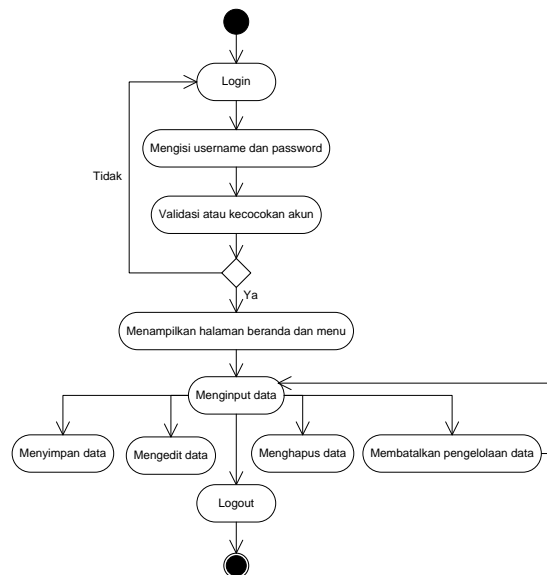 Login
Mengisi username dan password
Tidak
Validasi atau kecocokan akun
Ya
Menampilkan halaman beranda dan menu
Menginput data
Menyimpan data
Mengedit data
Menghapus data
Membatalkan pengelolaan data
Logout